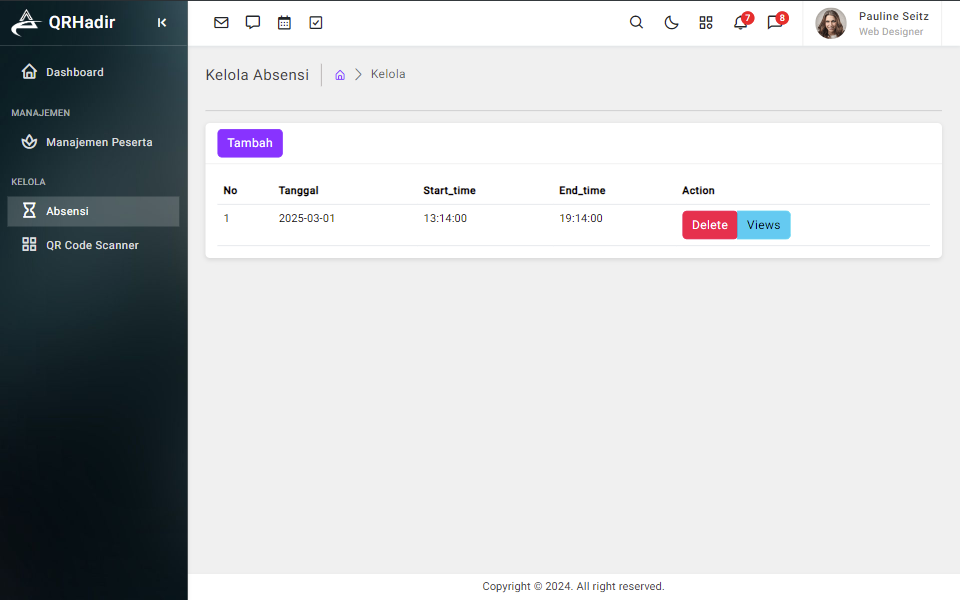 QRHadir
Dashboard
MANAJEMEN
Manajemen Peserta
KELOLA
Absensi
QR Code Scanner
7
8
Pauline Seitz
Web Designer
Kelola Absensi
Kelola
Tambah
No Tanggal Start_time End_time Action
1 2025-03-01 13:14:00 19:14:00 Delete Views
Copyright © 2024. All right reserved.